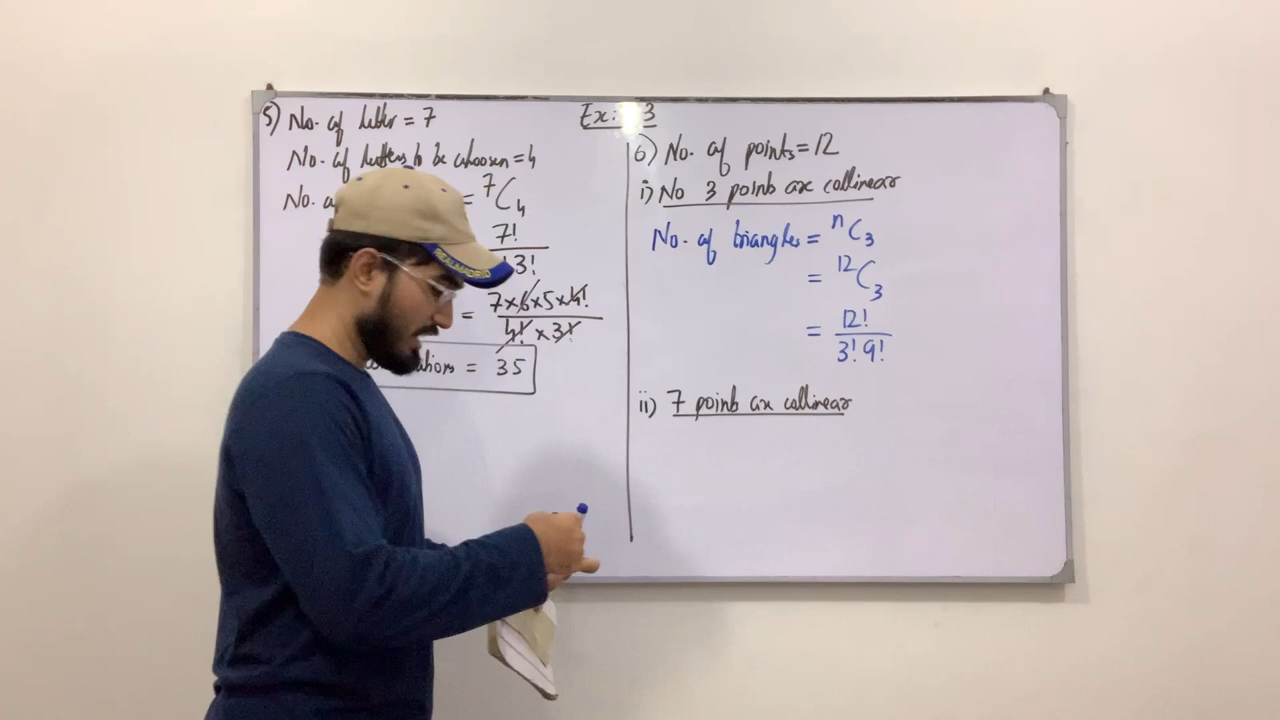 Ex: 3
5) No. of letter = 7
No. of letters to be choosen = 4
No. = ⁷C₄
7!
3!
= 7×6×5×4!
4! × 3!
= 35
6) No. of points = 12
i) No 3 points are collinear
No. of triangles = ⁿC₃
= ¹²C₃
= 12!
3! 9!
ii) 7 points are collinear
REALMADRID